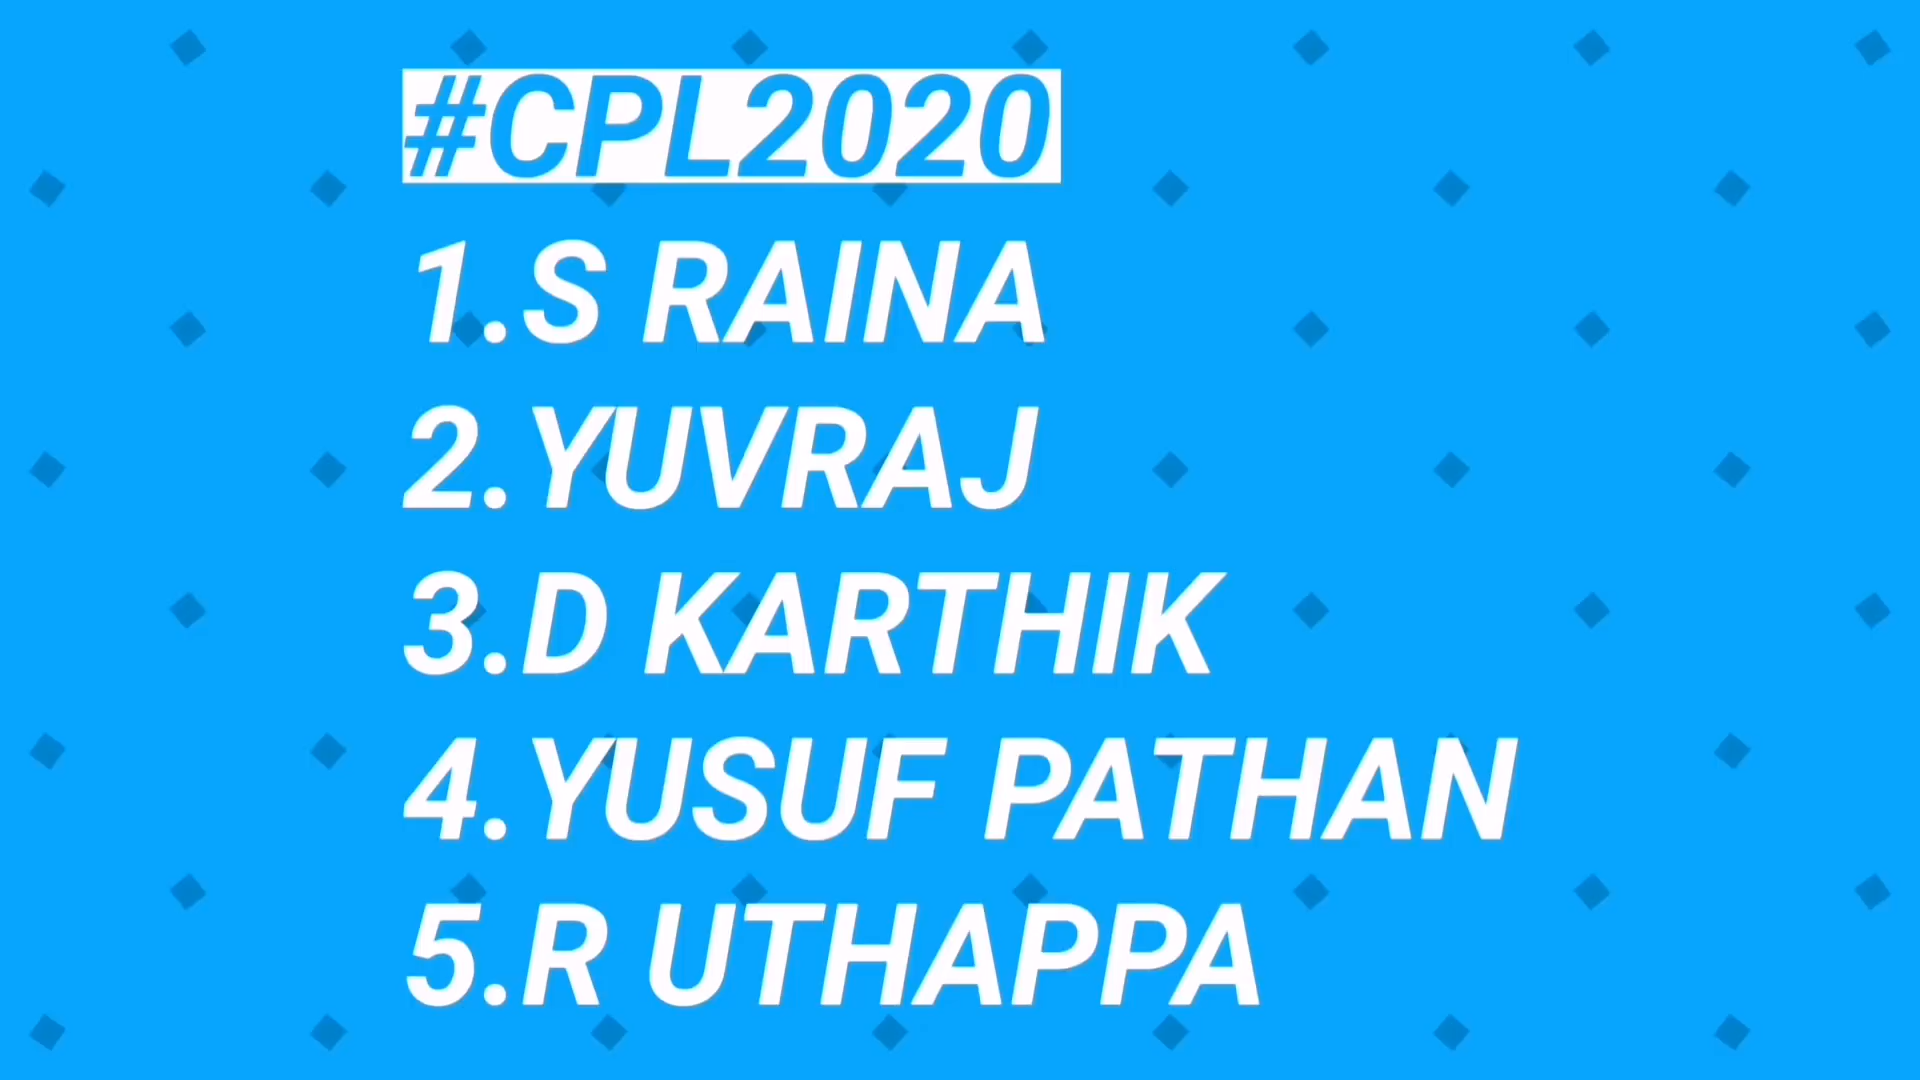 #CPL2020
1.S RAINA
2.YUVRAJ
3.D KARTHIK
4.YUSUF PATHAN
5.R UTHAPPA